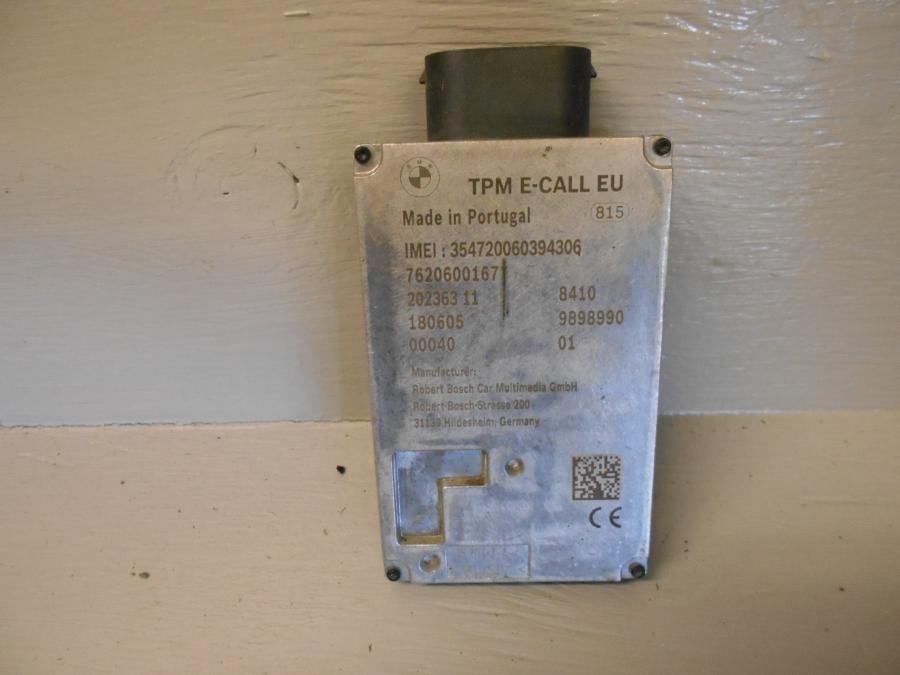 BMW
TPM E-CALL EU
Made in Portugal 815
IMEI : 354720060394306
7620600167
202363 11 8410
180605 9898990
00040 01
Manufacturer:
Robert Bosch Car Multimedia GmbH
Robert-Bosch-Strasse 200
31139 Hildesheim, Germany
CE